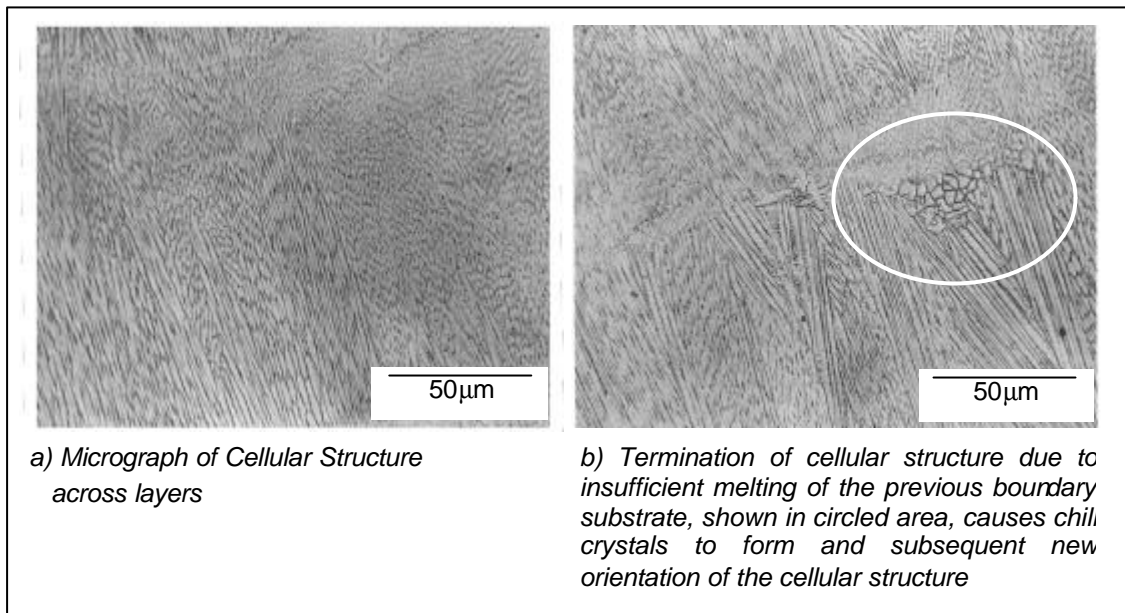 50µm
50µm
a) Micrograph of Cellular Structure
across layers
b) Termination of cellular structure due to
insufficient melting of the previous boundary
substrate, shown in circled area, causes chill
crystals to form and subsequent new
orientation of the cellular structure